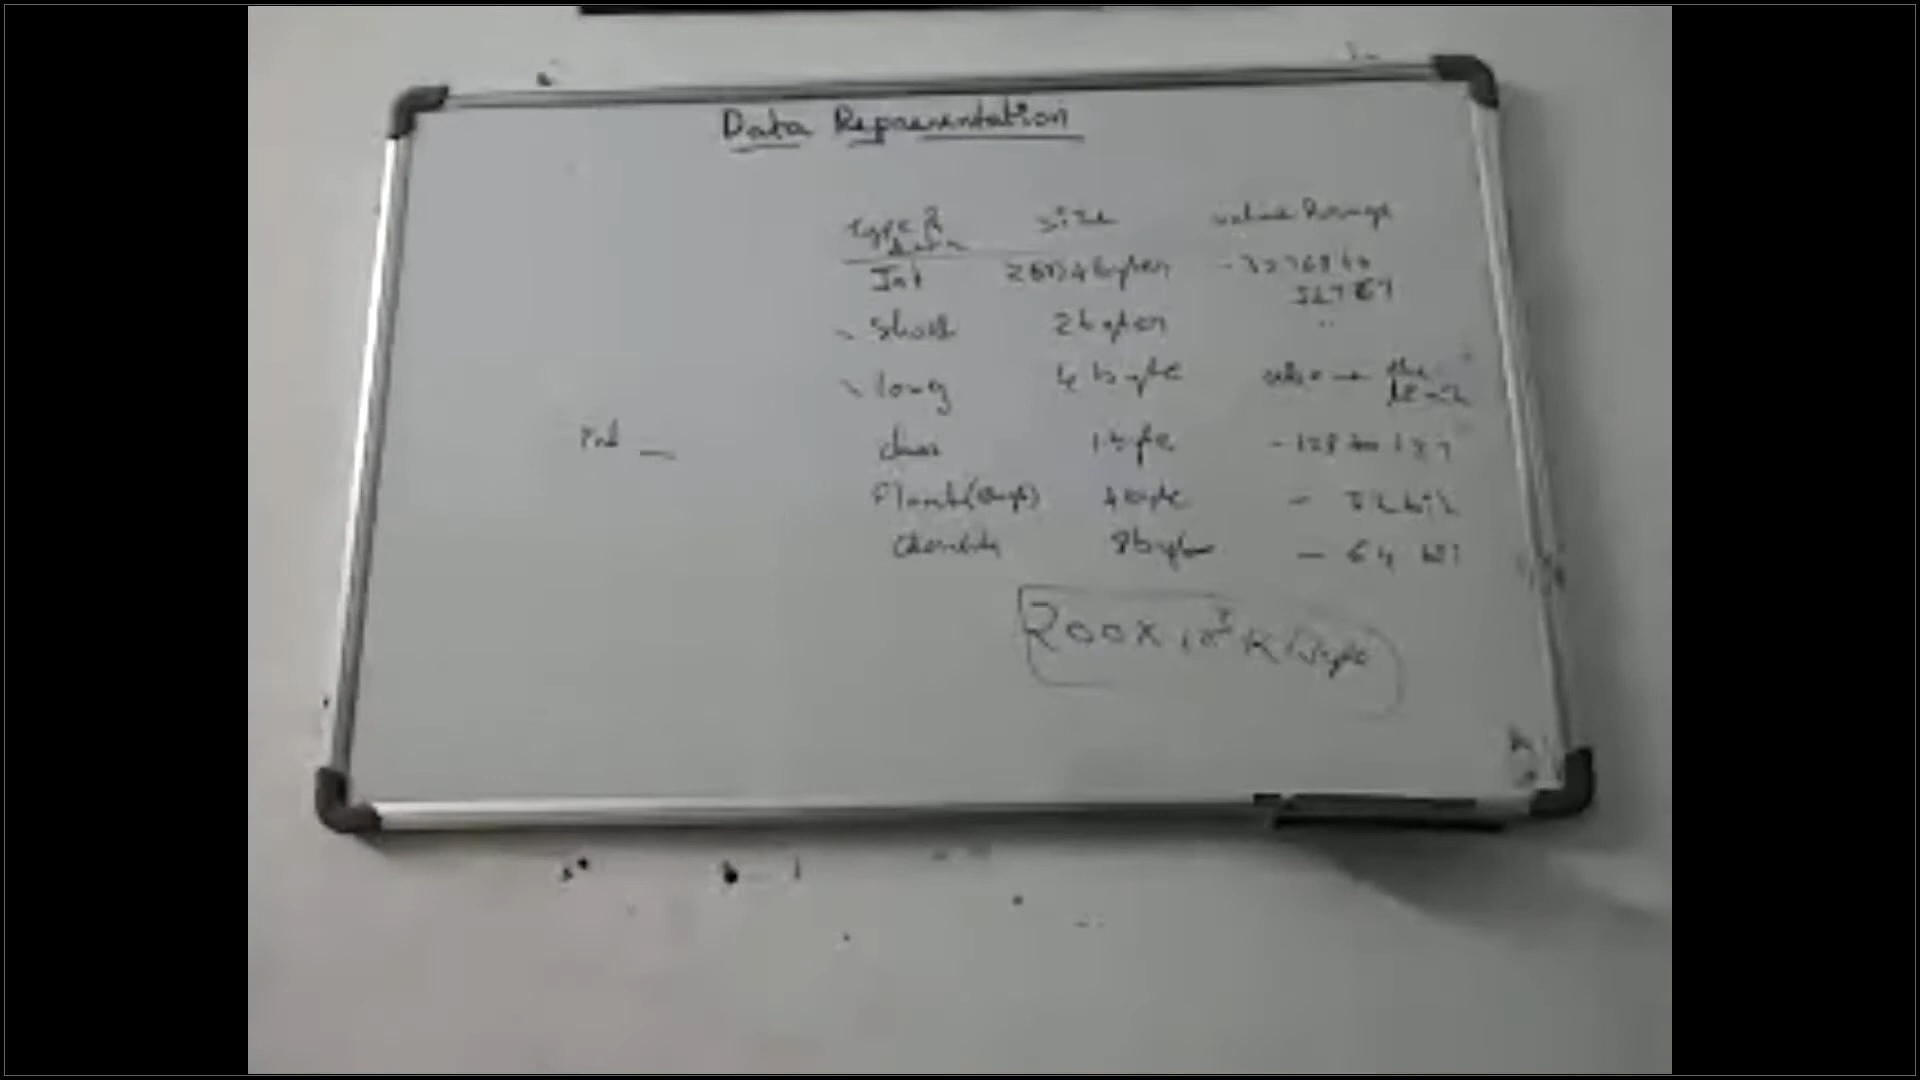 Data Representation
Type of size value Range
data
Int 2 (or) 4 bytes -32768 to
32767
short 2 bytes "
long 4 byte
int _
char 1 byte -128 to 127
Float 4 byte - 32 bit
double 8 byte - 64 bi
200 x 10³ K Byte